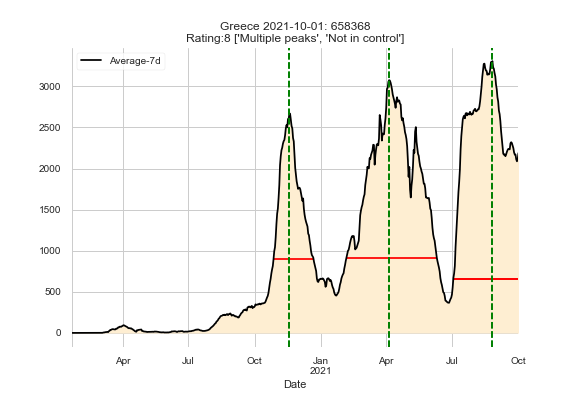 Greece 2021-10-01: 658368
Rating:8 ['Multiple peaks', 'Not in control']
Average-7d
3000
2500
2000
1500
1000
500
0
Apr Jul Oct Jan Apr Jul Oct
2021
Date